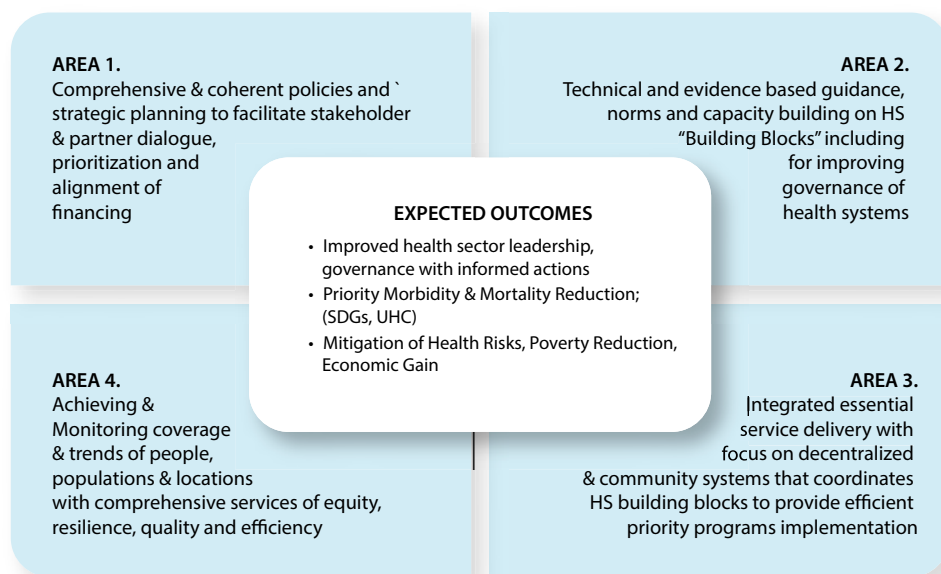 AREA 1.
Comprehensive & coherent policies and `
strategic planning to facilitate stakeholder
& partner dialogue,
prioritization and
alignment of
financing
AREA 2.
Technical and evidence based guidance,
norms and capacity building on HS
“Building Blocks” including
for improving
governance of
health systems
EXPECTED OUTCOMES
• Improved health sector leadership,
governance with informed actions
• Priority Morbidity & Mortality Reduction;
(SDGs, UHC)
• Mitigation of Health Risks, Poverty Reduction,
Economic Gain
AREA 4.
Achieving &
Monitoring coverage
& trends of people,
populations & locations
with comprehensive services of equity,
resilience, quality and efficiency
AREA 3.
Integrated essential
service delivery with
focus on decentralized
& community systems that coordinates
HS building blocks to provide efficient
priority programs implementation